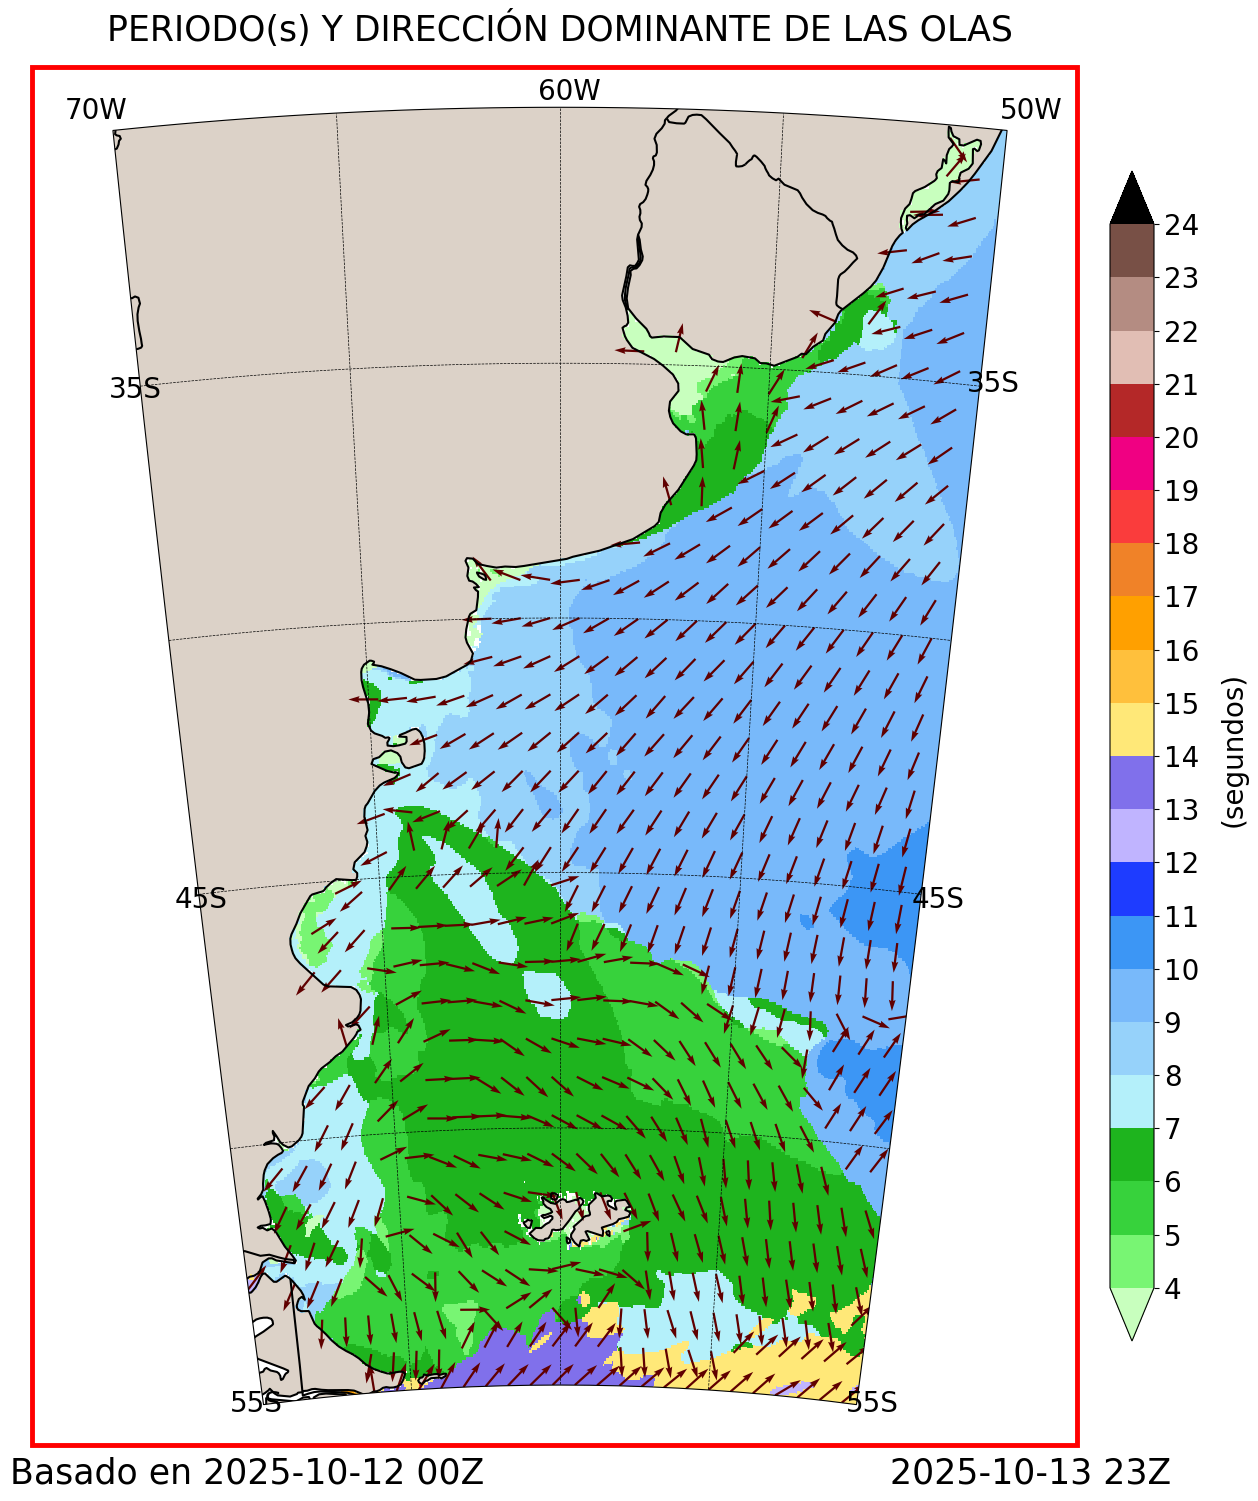 PERIODO(s) Y DIRECCIÓN DOMINANTE DE LAS OLAS
70W
60W
50W
35S
35S
45S
45S
55S
55S
24
23
22
21
20
19
18
17
16
15
14
13
12
11
10
9
8
7
6
5
4
(segundos)
Basado en 2025-10-12 00Z
2025-10-13 23Z